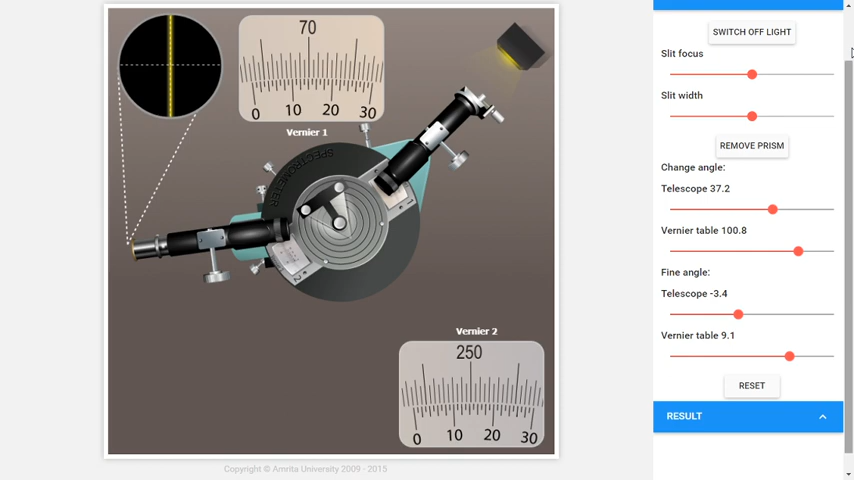 SWITCH OFF LIGHT
Slit focus
Slit width
REMOVE PRISM
Change angle:
Telescope 37.2
Vernier table 100.8
Fine angle:
Telescope -3.4
Vernier table 9.1
RESET
RESULT
70
0 10 20 30
Vernier 1
SPECTROMETER
1
2
Vernier 2
250
0 10 20 30
Copyright © Amrita University 2009 - 2015